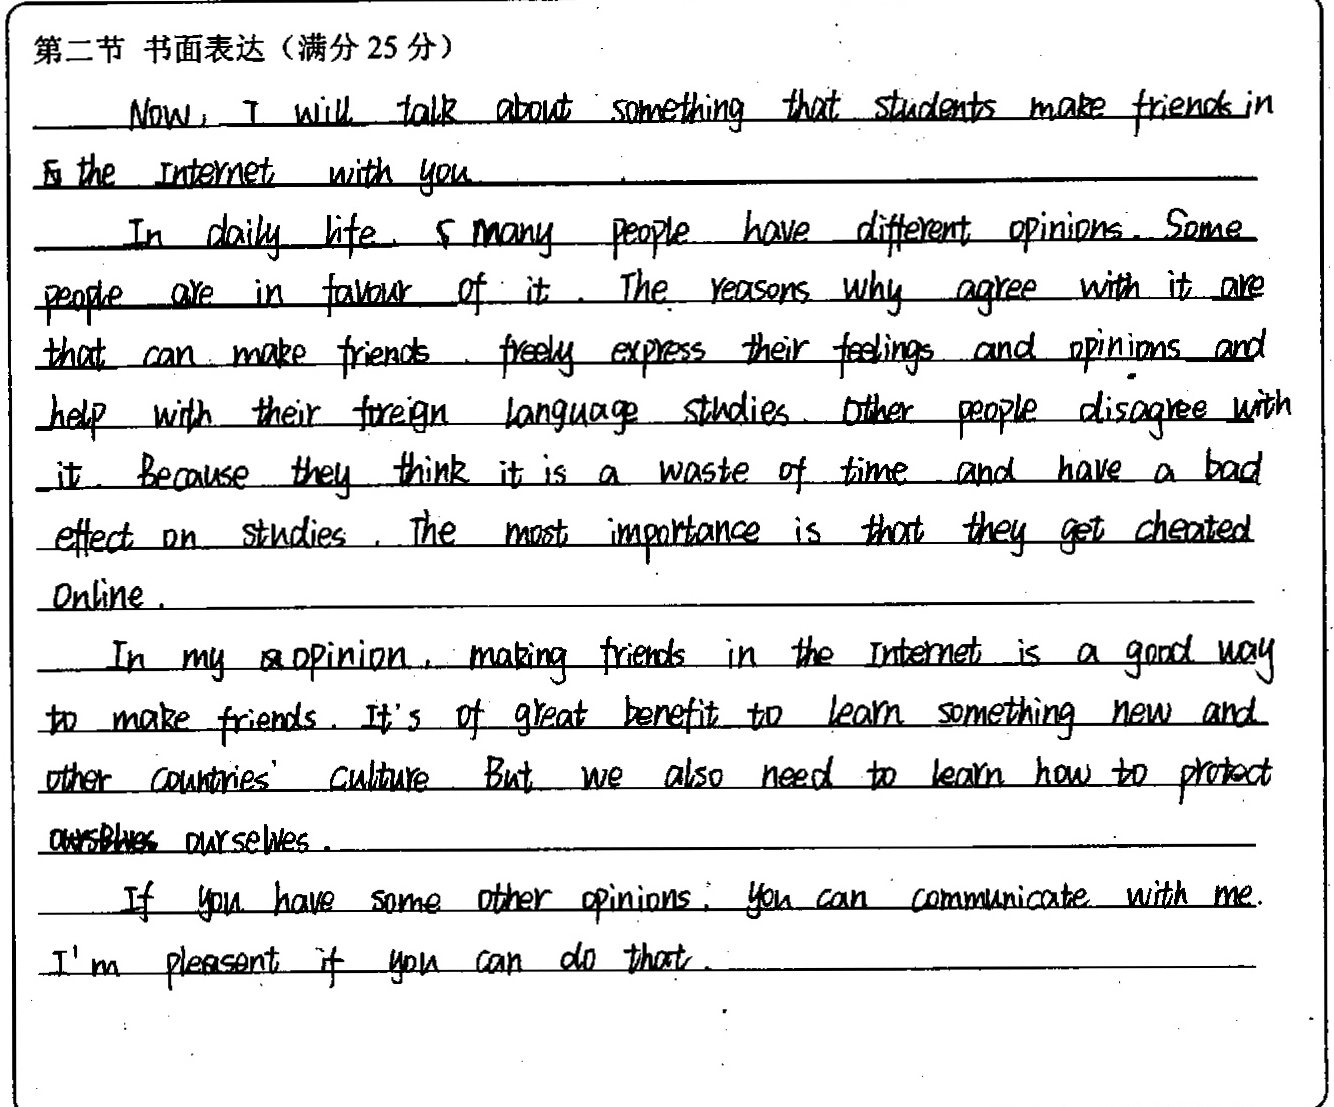 第二节 书面表达（满分 25 分）
Now, I will talk about something that students make friends in
the Internet with you
In daily life, many people have different opinions. Some
people are in favour of it. The reasons why agree with it are
that can make friends, freely express their feelings and opinions and
help with their foreign language studies. Other people disagree with
it. Because they think it is a waste of time and have a bad
effect on studies. The most importance is that they get cheated
online.
In my opinion, making friends in the Internet is a good way
to make friends. It's of great benefit to learn something new and
other countries' culture But we also need to learn how to protect
ourselves.
If you have some other opinions, you can communicate with me.
I'm pleasant if you can do that.